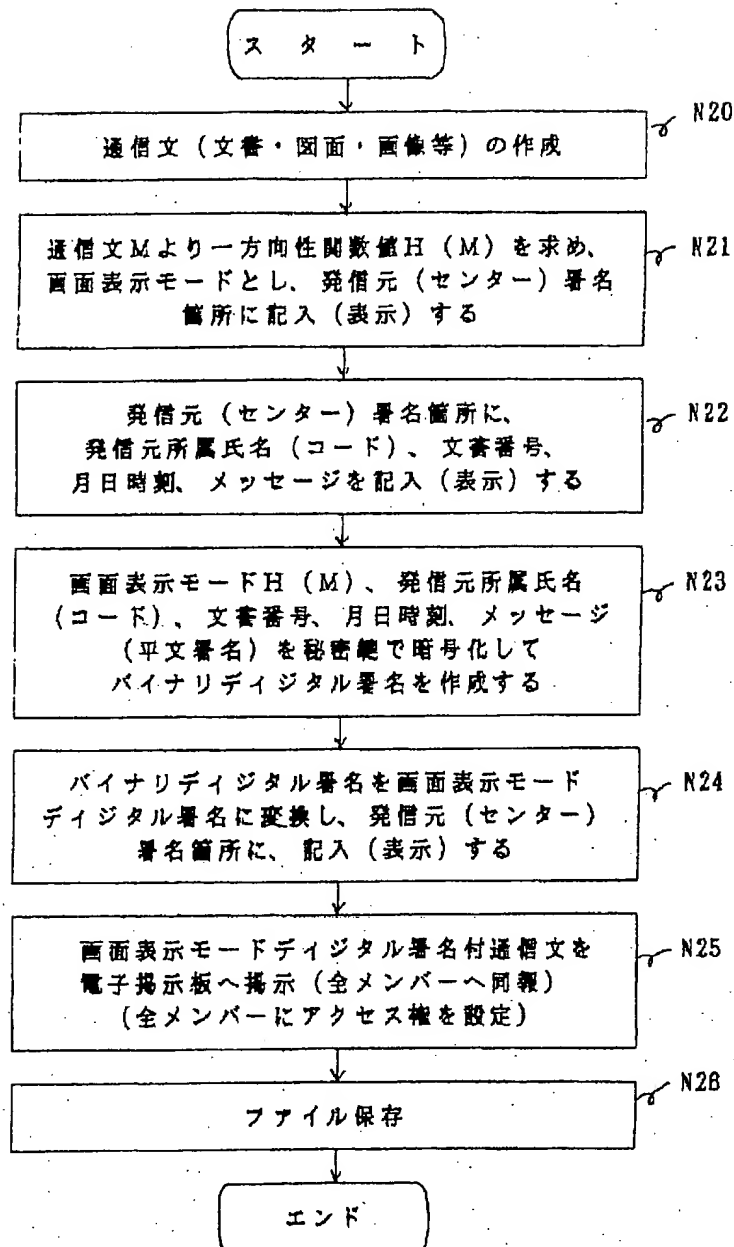 スタート
N20
通信文（文書・図面・画像等）の作成
N21
通信文Mより一方向性関数値H（M）を求め、
画面表示モードとし、発信元（センター）署名
箇所に記入（表示）する
N22
発信元（センター）署名箇所に、
発信元所属氏名（コード）、文書番号、
月日時刻、メッセージを記入（表示）する
N23
画面表示モードH（M）、発信元所属氏名
（コード）、文書番号、月日時刻、メッセージ
（平文署名）を秘密鍵で暗号化して
バイナリディジタル署名を作成する
N24
バイナリディジタル署名を画面表示モード
ディジタル署名に変換し、発信元（センター）
署名箇所に、記入（表示）する
N25
画面表示モードディジタル署名付通信文を
電子掲示板へ掲示（全メンバーへ同報）
（全メンバーにアクセス権を設定）
N26
ファイル保存
エンド